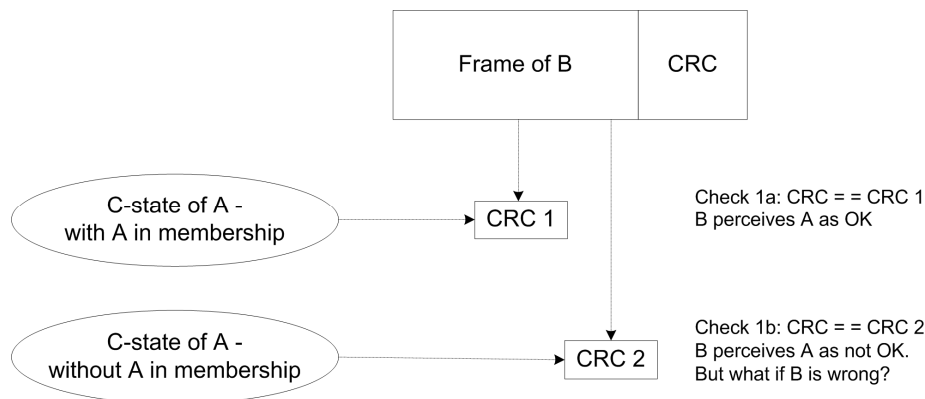 Frame of B
CRC
C-state of A -
with A in membership
CRC 1
Check 1a: CRC = = CRC 1
B perceives A as OK
C-state of A -
without A in membership
CRC 2
Check 1b: CRC = = CRC 2
B perceives A as not OK.
But what if B is wrong?